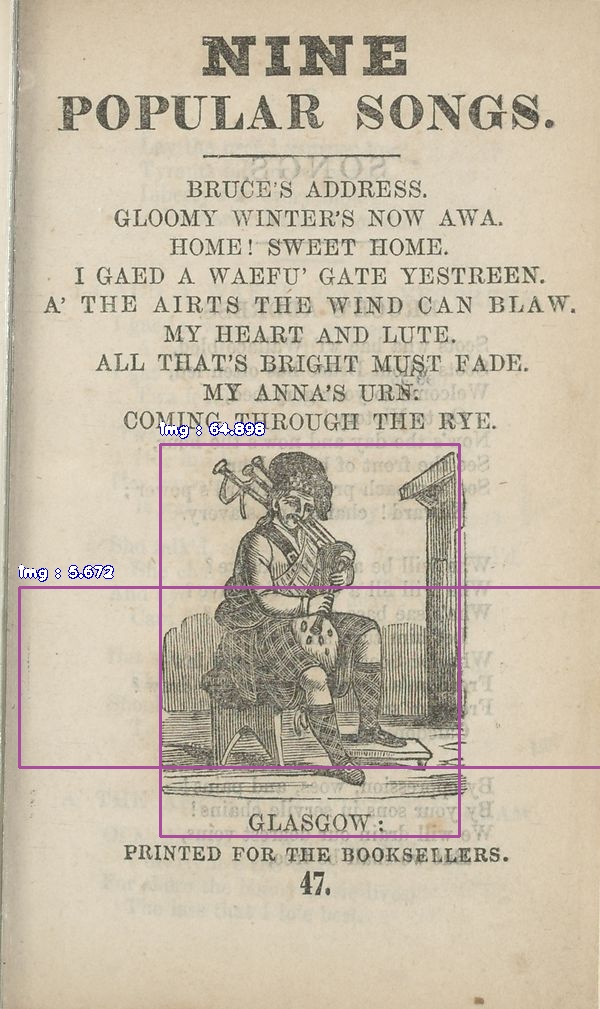 NINE
POPULAR SONGS.
BRUCE'S ADDRESS.
GLOOMY WINTER'S NOW AWA.
HOME! SWEET HOME.
I GAED A WAEFU' GATE YESTREEN.
A' THE AIRTS THE WIND CAN BLAW.
MY HEART AND LUTE.
ALL THAT'S BRIGHT MUST FADE.
MY ANNA'S URN.
COMING THROUGH THE RYE.
img : 64.898
img : 5.672
GLASGOW:
PRINTED FOR THE BOOKSELLERS.
47.